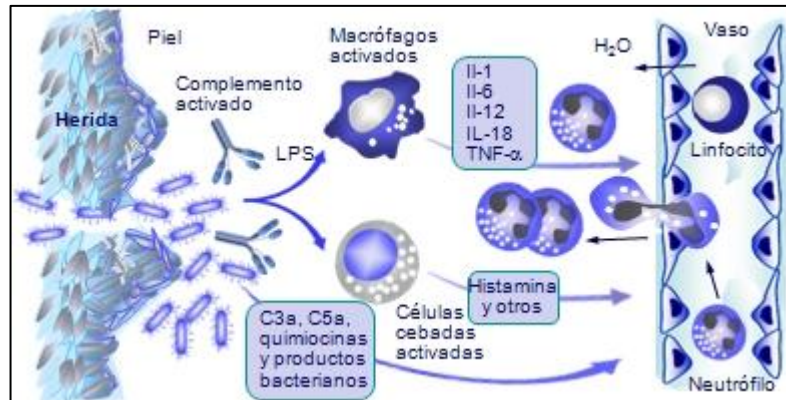 Piel
Herida
Complemento
activado
LPS
Macrófagos
activados
Il-1
Il-6
Il-12
IL-18
TNF-α
H₂O
Vaso
Linfocito
C3a, C5a,
quimiocinas
y productos
bacterianos
Células
cebadas
activadas
Histamina
y otros
Neutrófilo